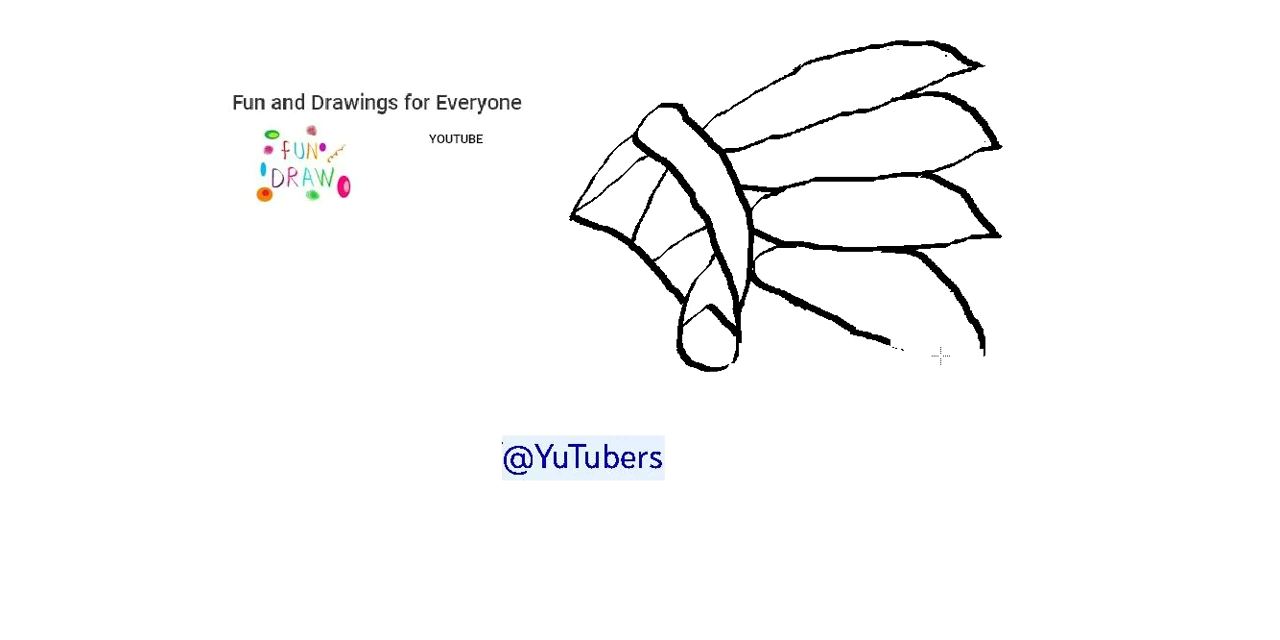 Fun and Drawings for Everyone
YOUTUBE
FUN
DRAW
@YuTubers